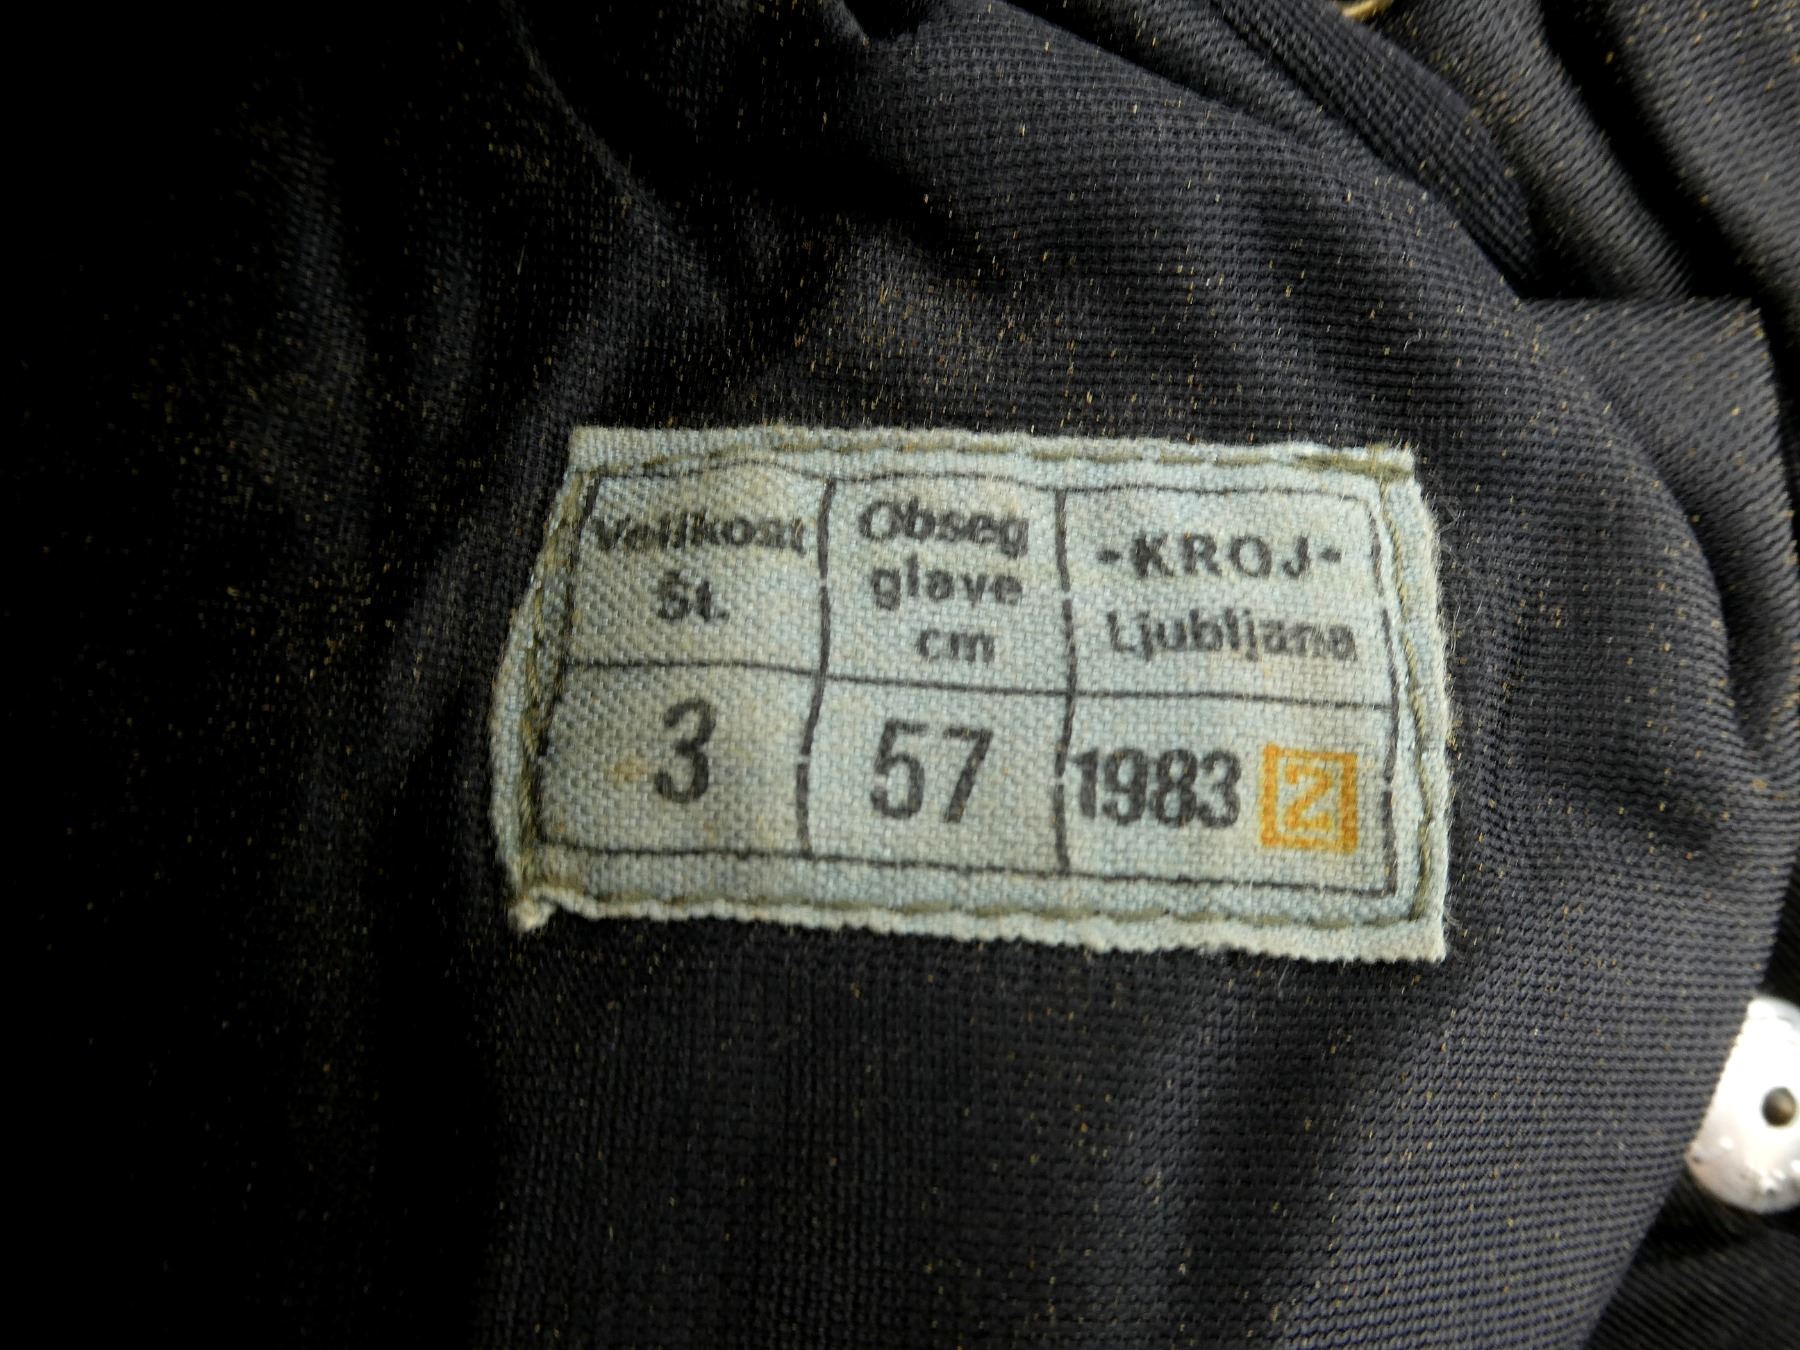 Velikost
št.
Obseg
glave
cm
-KROJ-
Ljubljana
3
57
1983 2